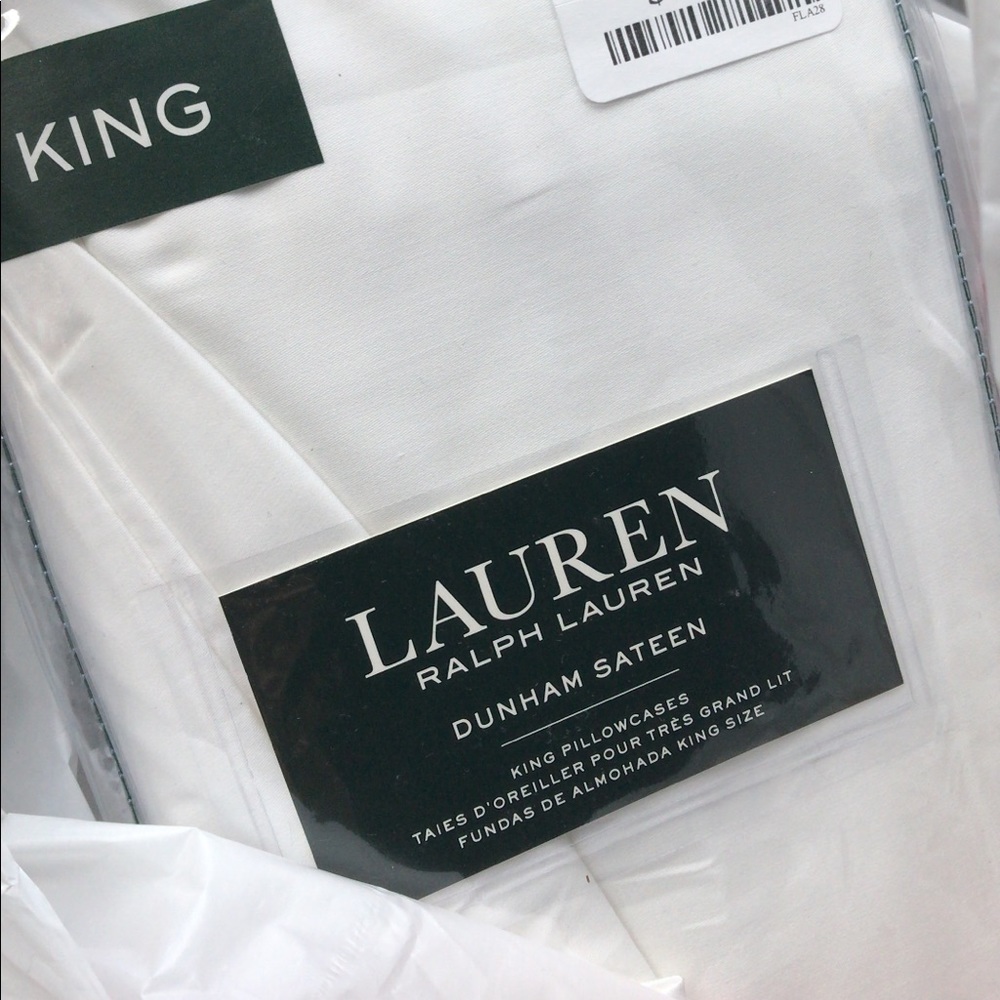 KING
$
FLA28
LAUREN
RALPH LAUREN
DUNHAM SATEEN
KING PILLOWCASES
TAIES D'OREILLER POUR TRÈS GRAND LIT
FUNDAS DE ALMOHADA KING SIZE